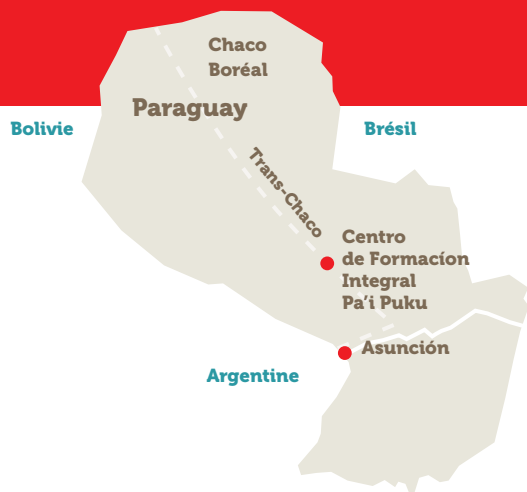 Chaco
Boréal
Paraguay
Bolivie
Brésil
Trans-Chaco
Centro
de Formacíon
Integral
Pa'i Puku
Asunción
Argentine